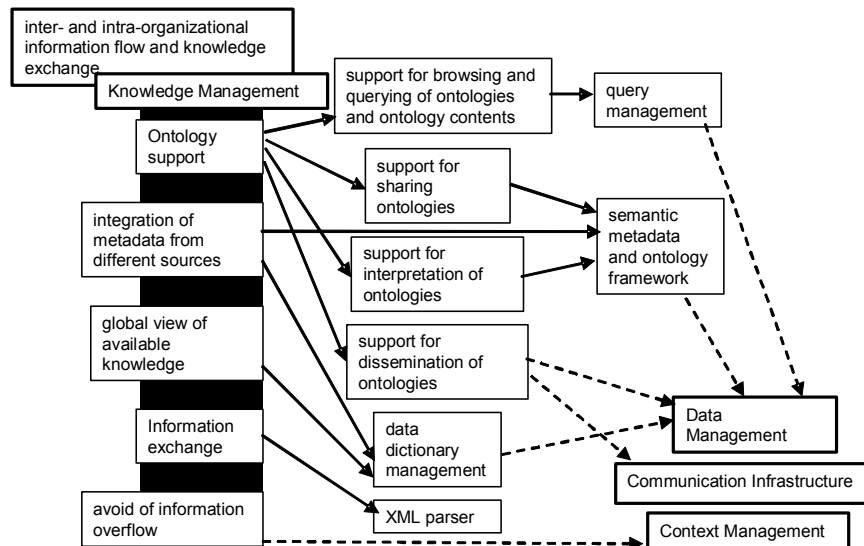 inter- and intra-organizational
information flow and knowledge
exchange
Knowledge Management
Ontology
support
integration of
metadata from
different sources
global view of
available
knowledge
Information
exchange
avoid of information
overflow
support for browsing and
querying of ontologies
and ontology contents
support for
sharing
ontologies
support for
interpretation of
ontologies
support for
dissemination of
ontologies
data
dictionary
management
XML parser
query
management
semantic
metadata
and ontology
framework
Data
Management
Communication Infrastructure
Context Management